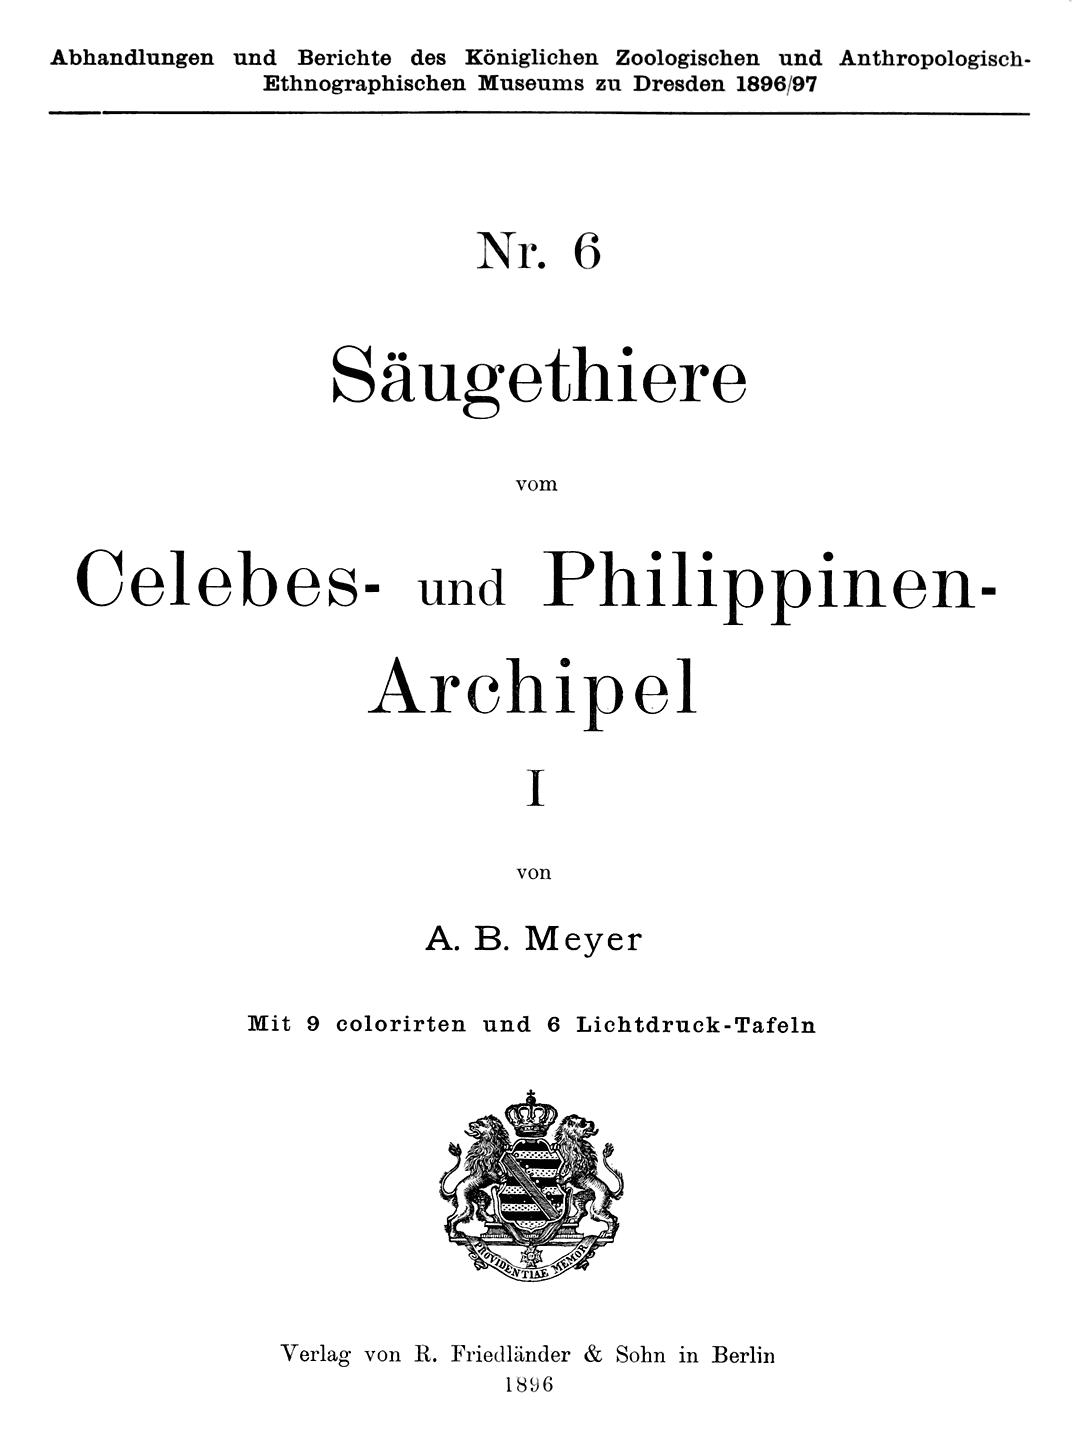 Abhandlungen und Berichte des Königlichen Zoologischen und Anthropologisch-
Ethnographischen Museums zu Dresden 1896/97
Nr. 6
Säugethiere
vom
Celebes- und Philippinen-
Archipel
I
von
A. B. Meyer
Mit 9 colorirten und 6 Lichtdruck-Tafeln
PROVIDENTIAE MEMOR
Verlag von R. Friedländer & Sohn in Berlin
1896